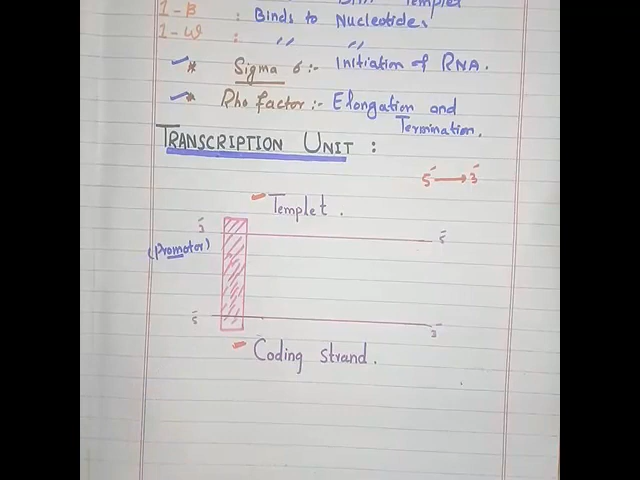 Templet
1-β : Binds to Nucleotides
1-ω : " "
* Sigma σ :- Initiation of RNA.
* Rho factor :- Elongation and
Termination.
TRANSCRIPTION UNIT :
5' → 3'
Templet .
3' 5'
(Promotor)
5' 3'
Coding strand .